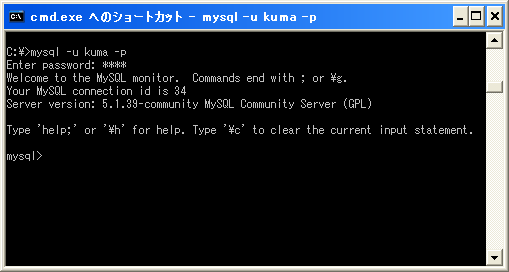 cmd.exe へのショートカット - mysql -u kuma -p
C:¥>mysql -u kuma -p
Enter password: ****
Welcome to the MySQL monitor.  Commands end with ; or ¥g.
Your MySQL connection id is 34
Server version: 5.1.39-community MySQL Community Server (GPL)
Type 'help;' or '¥h' for help. Type '¥c' to clear the current input statement.
mysql>